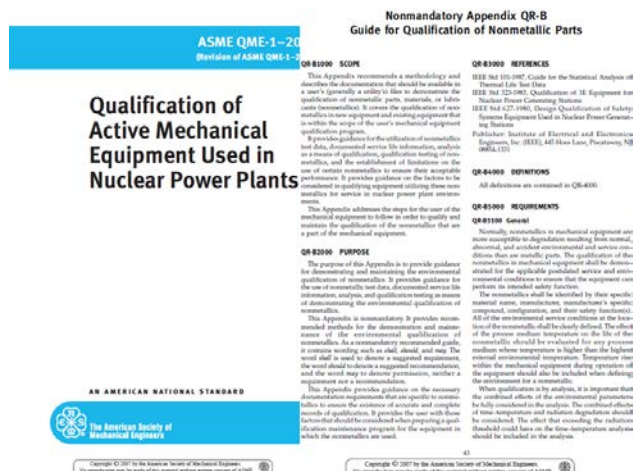 ASME QME-1–20
(Revision of ASME QME-1–2
Qualification of
Active Mechanical
Equipment Used in
Nuclear Power Plants
AN AMERICAN NATIONAL STANDARD
The American Society of
Mechanical Engineers
Copyright © 2007 by the American Society of Mechanical Engineers.
Nonmandatory Appendix QR-B
Guide for Qualification of Nonmetallic Parts
QR-B1000 SCOPE
This Appendix recommends a methodology and
describes the documentation that should be available in
a user's (generally a utility's) files to demonstrate the
qualification of nonmetallic parts, materials, or lubri-
cants (nonmetallics). It covers the qualification of non-
metallics in new equipment and existing equipment that
is within the scope of the user's mechanical equipment
qualification program.
It provides guidance for the utilization of nonmetallics
test data, documented service life information, analysis
as a means of qualification, qualification testing of non-
metallics, and the establishment of limitations on the
use of certain nonmetallics to ensure their acceptable
performance. It provides guidance on the factors to be
considered in qualifying equipment utilizing these non-
metallics for service in nuclear power plant environ-
ments.
This Appendix addresses the steps for the user of the
mechanical equipment to follow in order to qualify and
maintain the qualification of the nonmetallics that are
a part of the mechanical equipment.
QR-B2000 PURPOSE
The purpose of this Appendix is to provide guidance
for demonstrating and maintaining the environmental
qualification of nonmetallics. It provides guidance for
the use of nonmetallic test data, documented service life
information, analysis, and qualification testing as means
of demonstrating the environmental qualification of
nonmetallics.
This Appendix is nonmandatory. It provides recom-
mended methods for the demonstration and mainte-
nance of the environmental qualification of
nonmetallics. As a nonmandatory recommended guide,
it contains wording such as shall, should, and may. The
word shall is used to denote a suggested requirement,
the word should to denote a suggested recommendation,
and the word may to denote permission, neither a
requirement nor a recommendation.
This Appendix provides guidance on the necessary
documentation requirements that are specific to nonme-
tallics to ensure the existence of accurate and complete
records of qualification. It provides the user with those
factors that should be considered when preparing a qual-
ification maintenance program for the equipment in
which the nonmetallics are used.
QR-B3000 REFERENCES
IEEE Std 101-1987, Guide for the Statistical Analysis of
Thermal Life Test Data
IEEE Std 323-1983, Qualification of 1E Equipment for
Nuclear Power Generating Stations
IEEE Std 627-1980, Design Qualification of Safety
Systems Equipment Used in Nuclear Power Generat-
ing Stations
Publisher: Institute of Electrical and Electronics
Engineers, Inc. (IEEE), 445 Hoes Lane, Piscataway, NJ
08854-1331
QR-B4000 DEFINITIONS
All definitions are contained in QR-4000.
QR-B5000 REQUIREMENTS
QR-B5100 General
Normally, nonmetallics in mechanical equipment are
more susceptible to degradation resulting from normal,
abnormal, and accident environmental and service con-
ditions than are metallic parts. The qualification of the
nonmetallics in mechanical equipment shall be demon-
strated for the applicable postulated service and envi-
ronmental conditions to ensure that the equipment can
perform its intended safety function.
The nonmetallics shall be identified by their specific
material name, manufacturer, manufacturer's specific
compound, configuration, and their safety function(s).
All of the environmental service conditions at the loca-
tion of the nonmetallic shall be clearly defined. The effect
of the process medium temperature on the life of the
nonmetallic should be evaluated for any process
medium whose temperature is higher than the highest
external environmental temperature. Temperature rises
within the mechanical equipment during operation of
the equipment should also be included when defining
the environment for a nonmetallic.
When qualification is by analysis, it is important that
the combined effects of the environmental parameters
be fully considered in the analysis. The combined effects
of time-temperature and radiation degradation should
be considered. The effect that exceeding the radiation
threshold could have on the time-temperature analyses
should be included in the analysis.
43
Copyright © 2007 by the American Society of Mechanical Engineers.